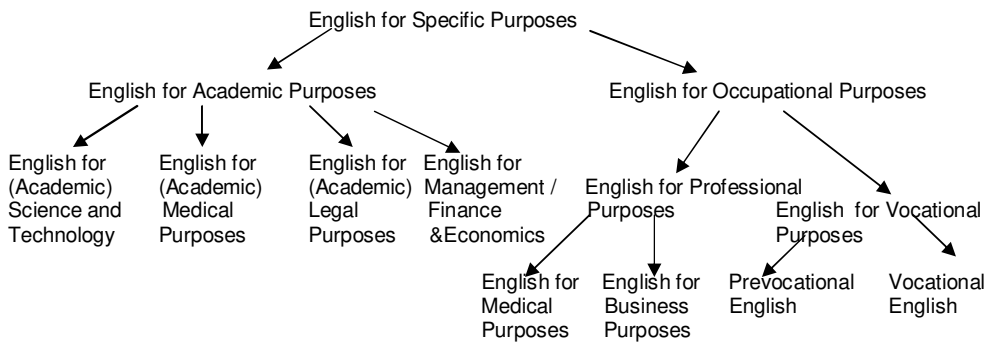 English for Specific Purposes
English for Academic Purposes
English for Occupational Purposes
English for
(Academic)
Science and
Technology
English for
(Academic)
Medical
Purposes
English for
(Academic)
Legal
Purposes
English for
Management /
Finance
&Economics
English for Professional
Purposes
English for Vocational
Purposes
English for
Medical
Purposes
English for
Business
Purposes
Prevocational
English
Vocational
English